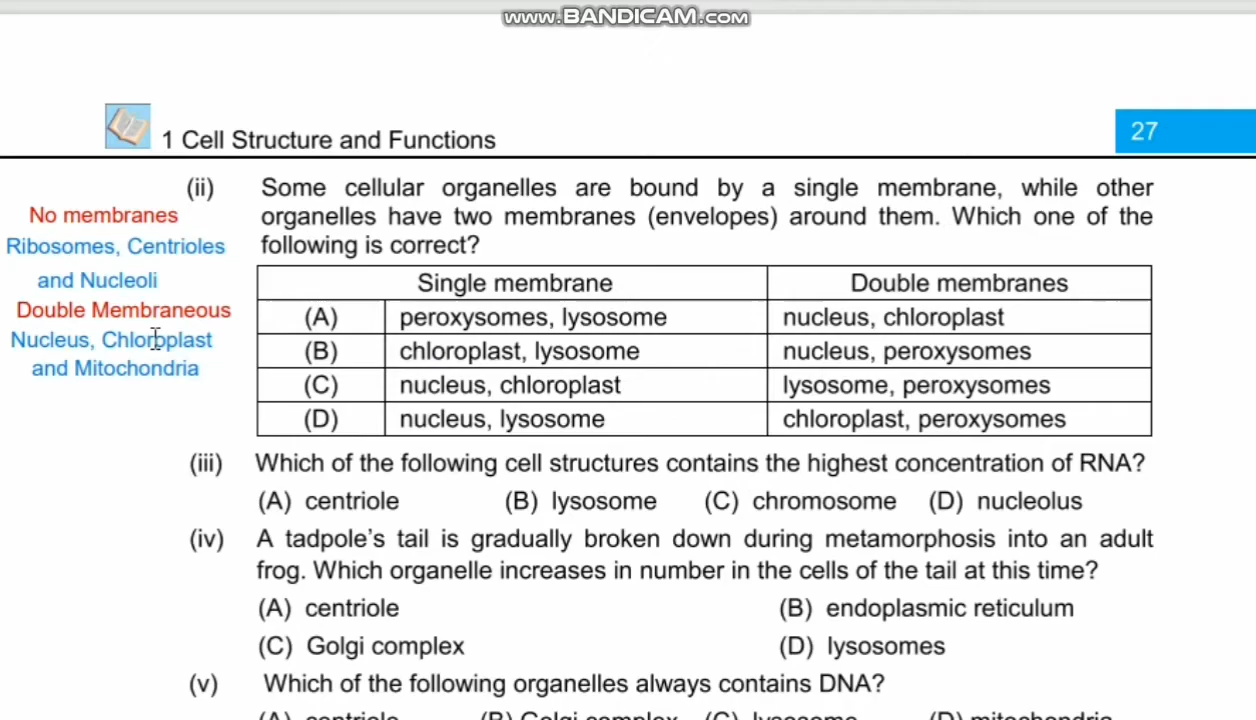 www.BANDICAM.com
1 Cell Structure and Functions
27
(ii) Some cellular organelles are bound by a single membrane, while other
organelles have two membranes (envelopes) around them. Which one of the
following is correct?
No membranes
Ribosomes, Centrioles
and Nucleoli
Double Membraneous
Nucleus, Chloroplast
and Mitochondria
Single membrane Double membranes
(A) peroxysomes, lysosome nucleus, chloroplast
(B) chloroplast, lysosome nucleus, peroxysomes
(C) nucleus, chloroplast lysosome, peroxysomes
(D) nucleus, lysosome chloroplast, peroxysomes
(iii) Which of the following cell structures contains the highest concentration of RNA?
(A) centriole (B) lysosome (C) chromosome (D) nucleolus
(iv) A tadpole's tail is gradually broken down during metamorphosis into an adult
frog. Which organelle increases in number in the cells of the tail at this time?
(A) centriole (B) endoplasmic reticulum
(C) Golgi complex (D) lysosomes
(v) Which of the following organelles always contains DNA?
(A) centriole (B) Golgi complex (C) lysosome (D) mitochondria